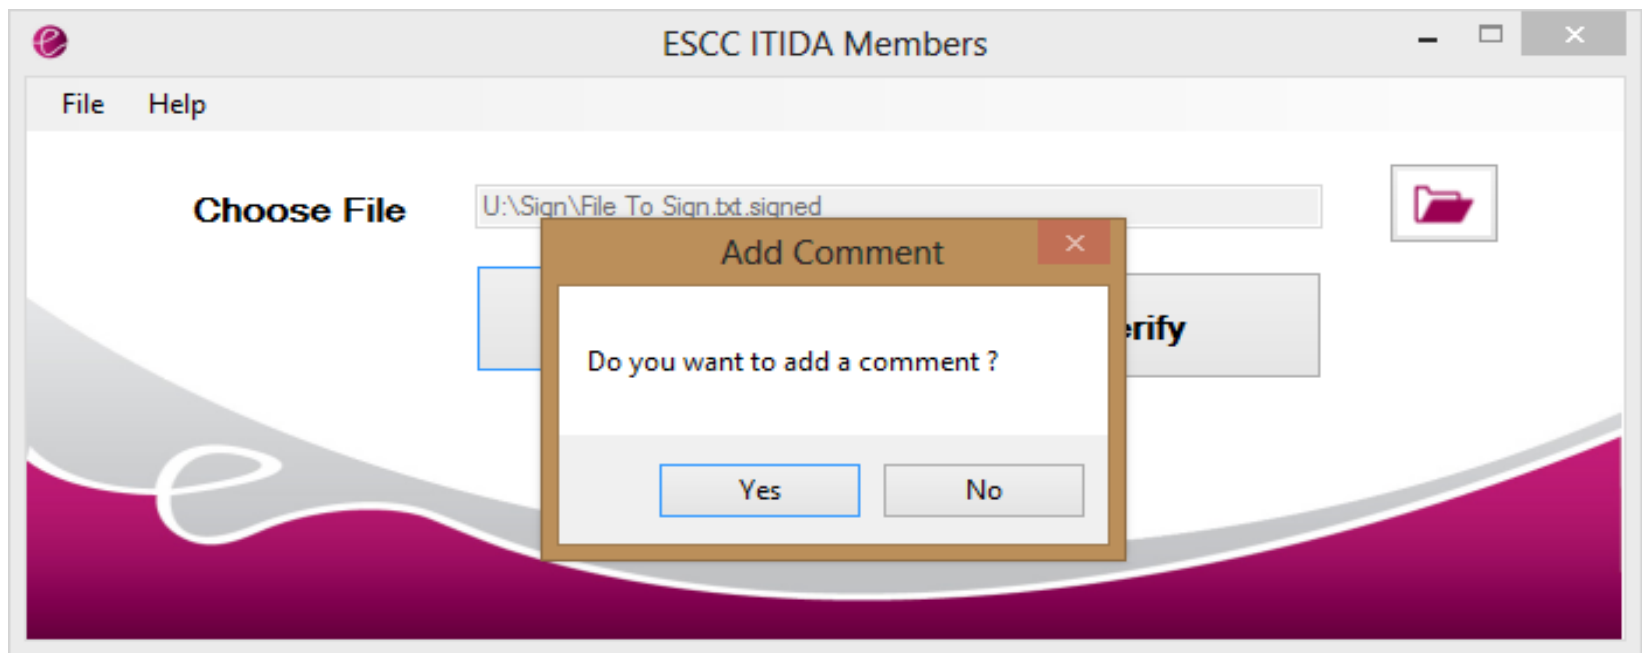 ESCC ITIDA Members
File Help
Choose File U:\Sign\File To Sign.txt.signed
Add Comment
Do you want to add a comment ?
erify
Yes No